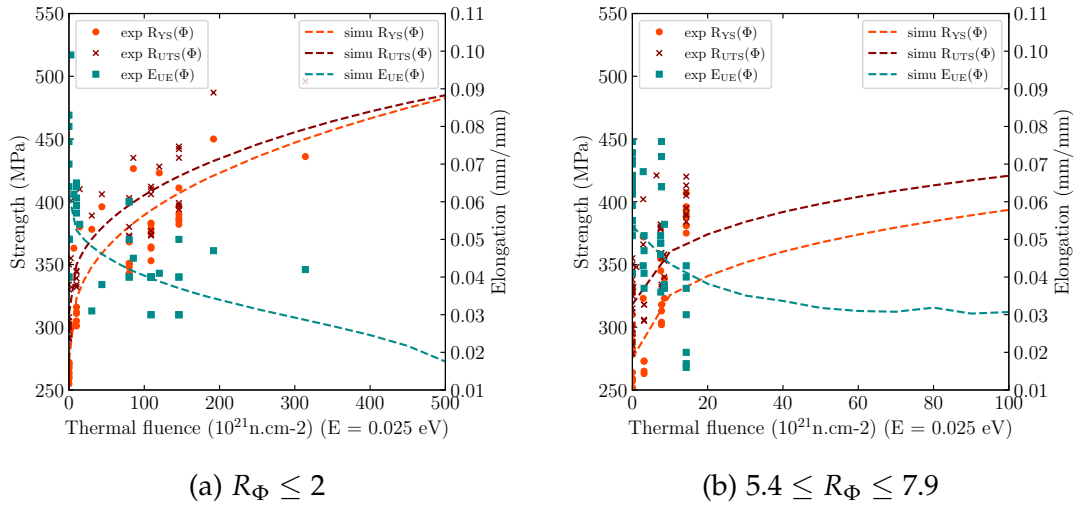 exp R_YS(Φ)
exp R_UTS(Φ)
exp E_UE(Φ)
simu R_YS(Φ)
simu R_UTS(Φ)
simu E_UE(Φ)
550
500
450
400
350
300
250
Strength (MPa)
0.11
0.10
0.09
0.08
0.07
0.06
0.05
0.04
0.03
0.02
0.01
Elongation (mm/mm)
0 100 200 300 400 500
Thermal fluence (10²¹n.cm-2) (E = 0.025 eV)
(a) R_Φ ≤ 2
exp R_YS(Φ)
exp R_UTS(Φ)
exp E_UE(Φ)
simu R_YS(Φ)
simu R_UTS(Φ)
simu E_UE(Φ)
550
500
450
400
350
300
250
Strength (MPa)
0.11
0.10
0.09
0.08
0.07
0.06
0.05
0.04
0.03
0.02
0.01
Elongation (mm/mm)
0 20 40 60 80 100
Thermal fluence (10²¹n.cm-2) (E = 0.025 eV)
(b) 5.4 ≤ R_Φ ≤ 7.9